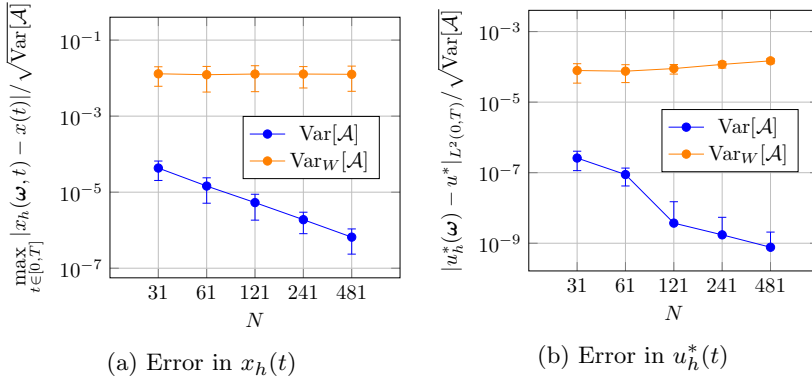 max_{t∈[0,T]} |x_h(ω, t) − x(t)|/√Var[𝒜]
10^{−1}
10^{−3}
10^{−5}
10^{−7}
Var[𝒜]
Var_W[𝒜]
31 61 121 241 481
N
(a) Error in x_h(t)
|u_h^*(ω) − u^*|_{L^2(0,T)}/√Var[𝒜]
10^{−3}
10^{−5}
10^{−7}
10^{−9}
Var[𝒜]
Var_W[𝒜]
31 61 121 241 481
N
(b) Error in u_h^*(t)